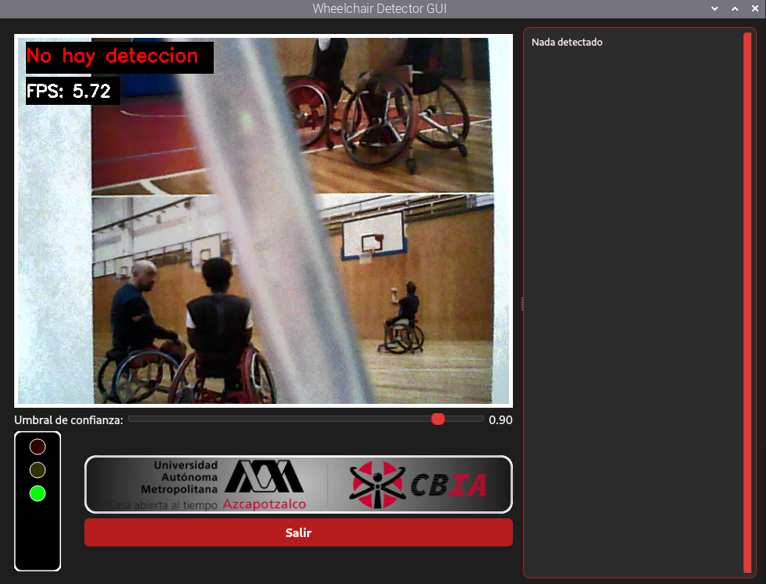 Wheelchair Detector GUI
No hay deteccion
FPS: 5.72
Nada detectado
Umbral de confianza:
0.90
Universidad
Autónoma
Metropolitana
Casa abierta al tiempo Azcapotzalco
CBIA
Salir